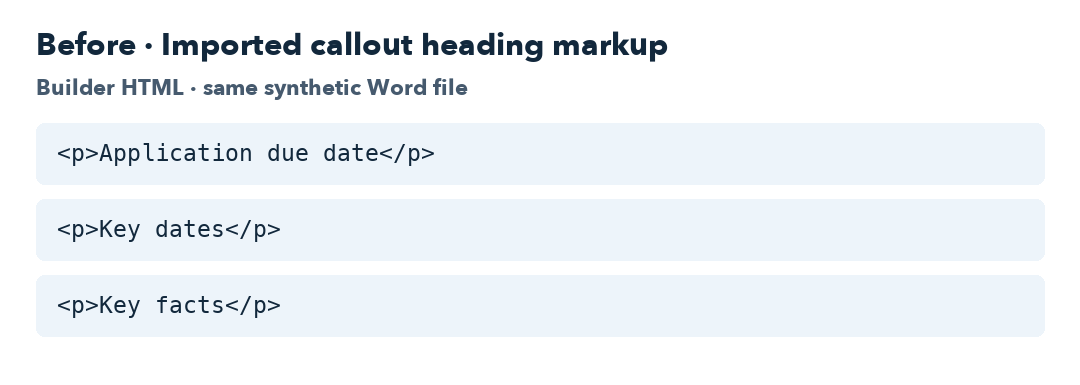 Before · Imported callout heading markup
Builder HTML · same synthetic Word file
<p>Application due date</p>
<p>Key dates</p>
<p>Key facts</p>